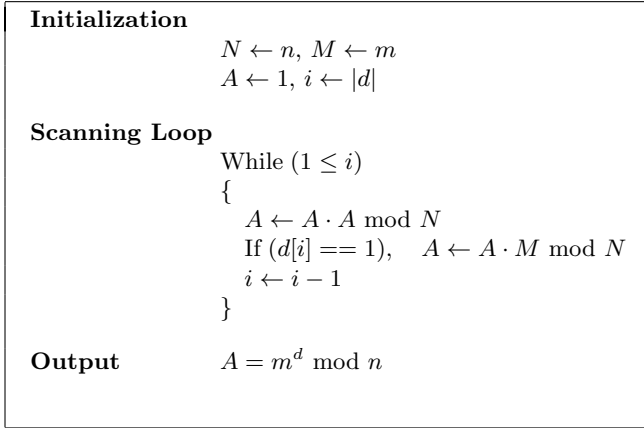 Initialization
N ← n, M ← m
A ← 1, i ← |d|
Scanning Loop
While (1 ≤ i)
{
A ← A · A mod N
If (d[i] == 1), A ← A · M mod N
i ← i − 1
}
Output A = m^d mod n